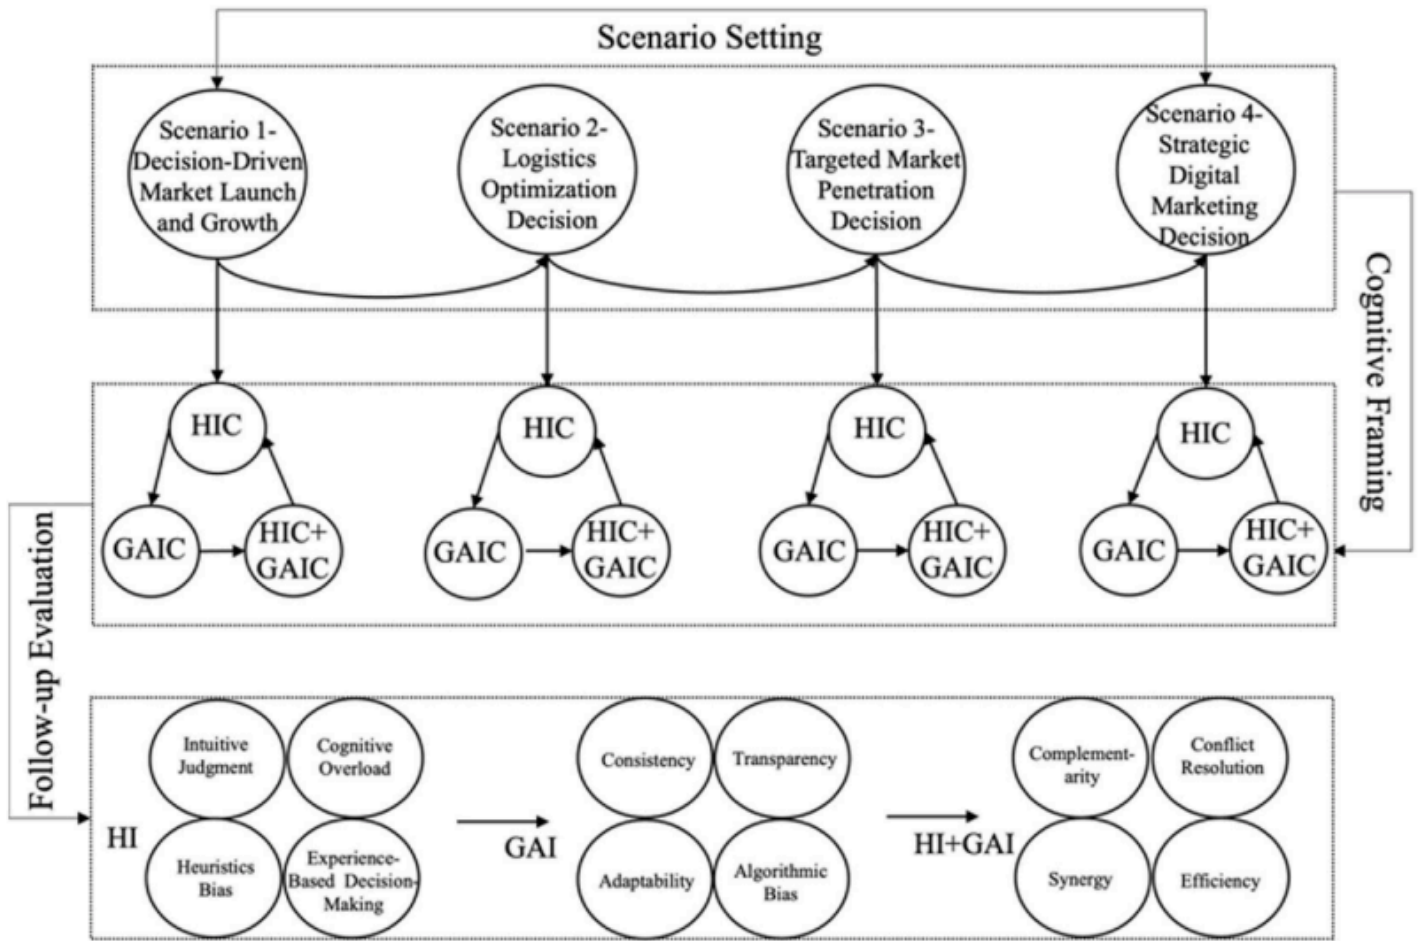 Scenario Setting
Scenario 1-
Decision-Driven
Market Launch
and Growth
Scenario 2-
Logistics
Optimization
Decision
Scenario 3-
Targeted Market
Penetration
Decision
Scenario 4-
Strategic
Digital
Marketing
Decision
Cognitive Framing
HIC
GAIC
HIC+
GAIC
HIC
GAIC
HIC+
GAIC
HIC
GAIC
HIC+
GAIC
HIC
GAIC
HIC+
GAIC
Follow-up Evaluation
HI
Intuitive
Judgment
Cognitive
Overload
Heuristics
Bias
Experience-
Based Decision-
Making
GAI
Consistency
Transparency
Adaptability
Algorithmic
Bias
HI+GAI
Complement-
arity
Conflict
Resolution
Synergy
Efficiency